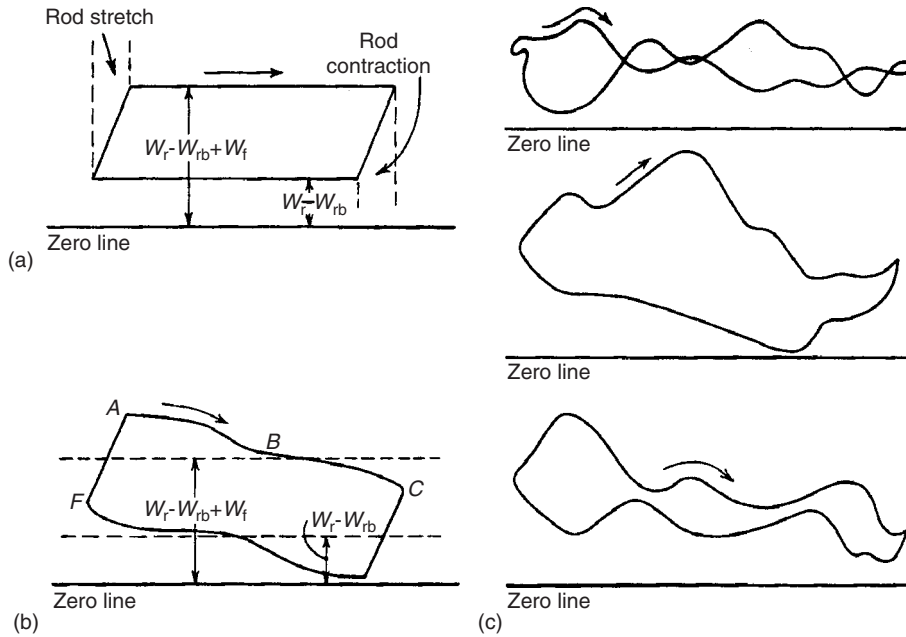 Rod stretch
Rod
contraction
Wr-Wrb+Wf
Wr-Wrb
Zero line
(a)
A
B
C
F
Wr-Wrb+Wf
Wr-Wrb
Zero line
(b)
Zero line
Zero line
Zero line
(c)